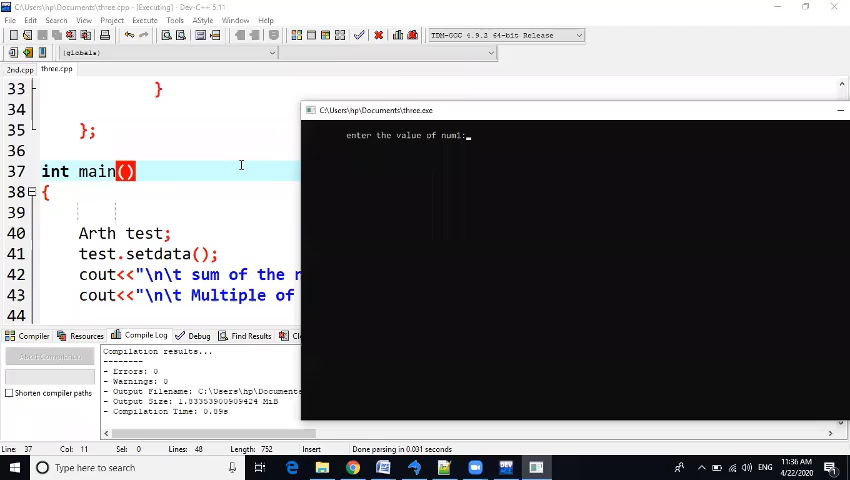 C:\Users\hp\Documents\three.cpp - [Executing] - Dev-C++ 5.11
File Edit Search View Project Execute Tools AStyle Window Help
TDM-GCC 4.9.2 64-bit Release
(globals)
2nd.cpp three.cpp
33 }
34
35 };
36
37 int main()
38 {
39
40 Arth test;
41 test.setdata();
42 cout<<"\n\t sum of the n
43 cout<<"\n\t Multiple of
44
C:\Users\hp\Documents\three.exe
enter the value of num1:
Compiler Resources Compile Log Debug Find Results Cl
Abort Compilation
Shorten compiler paths
Compilation results...
--------
- Errors: 0
- Warnings: 0
- Output Filename: C:\Users\hp\Documents
- Output Size: 1.83353900909424 MiB
- Compilation Time: 0.89s
Line: 37 Col: 11 Sel: 0 Lines: 48 Length: 752 Insert Done parsing in 0.031 seconds
Type here to search
ENG
11:36 AM
4/22/2020